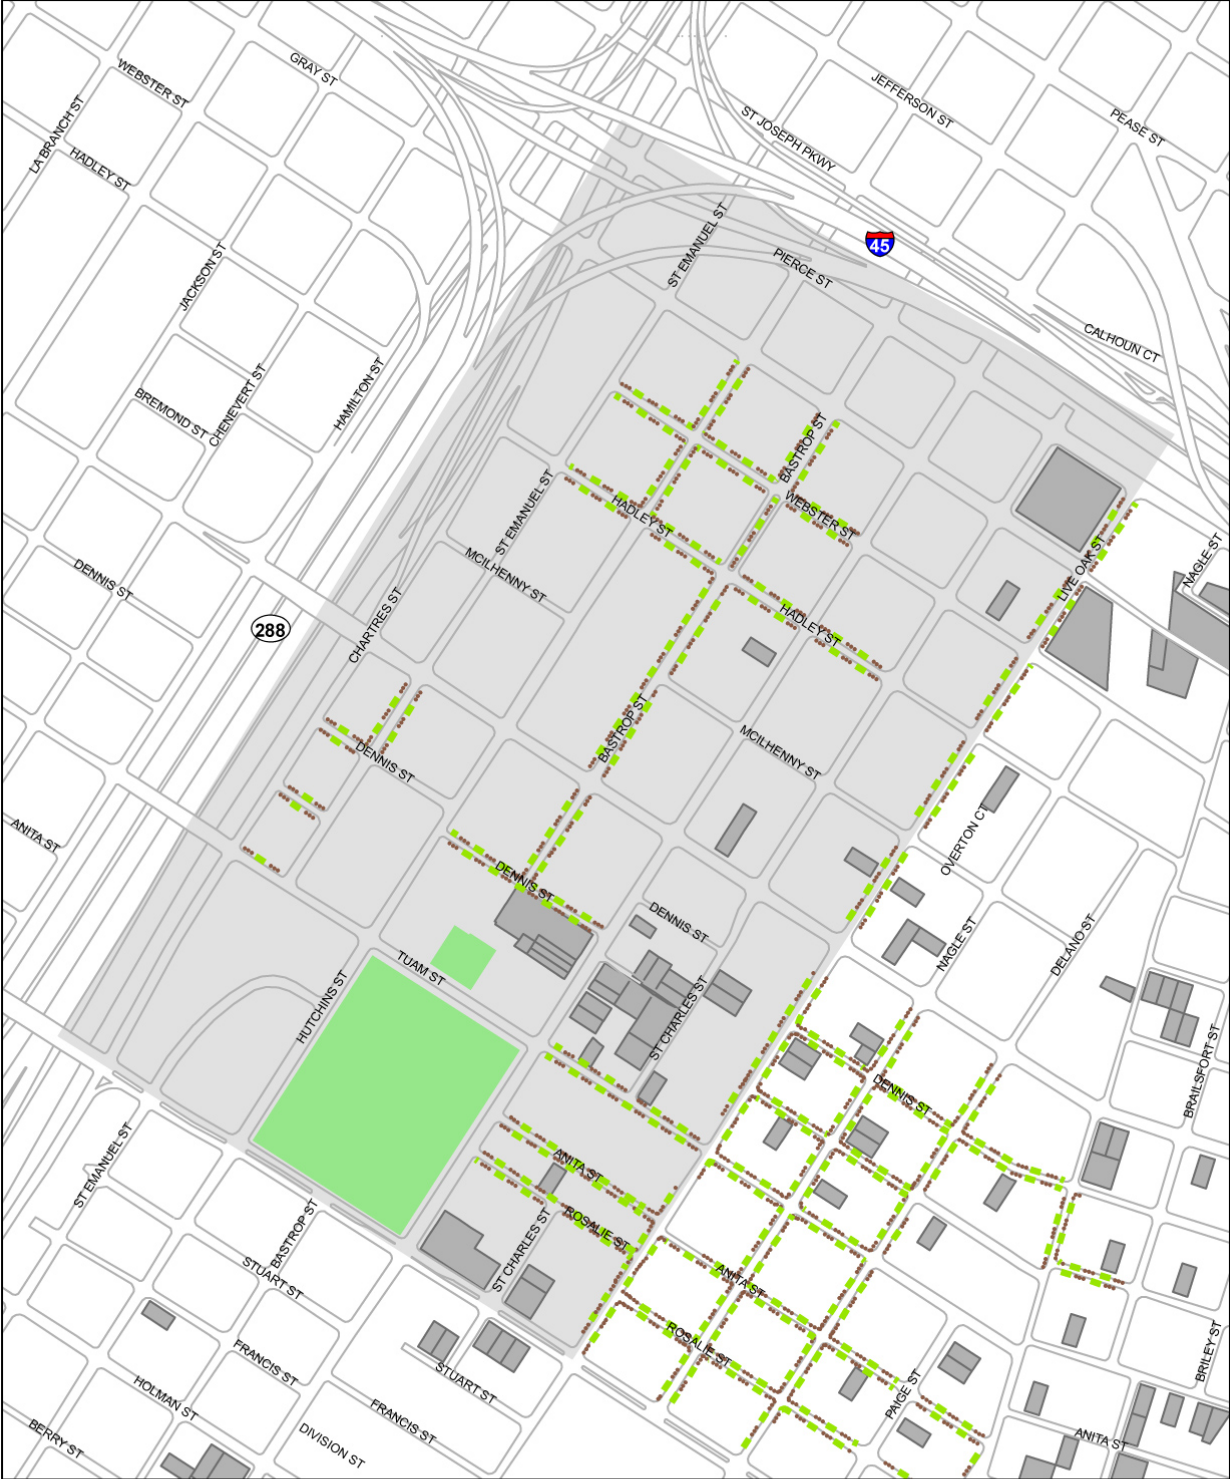 GRAY ST
WEBSTER ST
JEFFERSON ST
LA BRANCH ST
ST JOSEPH PKWY
PEASE ST
HADLEY ST
ST EMANUEL ST
45
JACKSON ST
PIERCE ST
CALHOUN CT
HAMILTON ST
CHENEVERT ST
BREMOND ST
BASTROP ST
ST EMANUEL ST
WEBSTER ST
HADLEY ST
LIVE OAK ST
NAGLE ST
MCILHENNY ST
DENNIS ST
CHARTRES ST
288
HADLEY ST
BASTROP ST
MCILHENNY ST
DENNIS ST
ANITA ST
OVERTON CT
DENNIS ST
DENNIS ST
NAGLE ST
DELANO ST
TUAM ST
HUTCHINS ST
ST CHARLES ST
BRAILSFORT ST
DENNIS ST
ST EMANUEL ST
ANITA ST
BASTROP ST
ROSALIE ST
ST CHARLES ST
STUART ST
ANITA ST
ROSALIE ST
BRILEY ST
FRANCIS ST
STUART ST
PAIGE ST
HOLMAN ST
FRANCIS ST
BERRY ST
DIVISION ST
ANITA ST